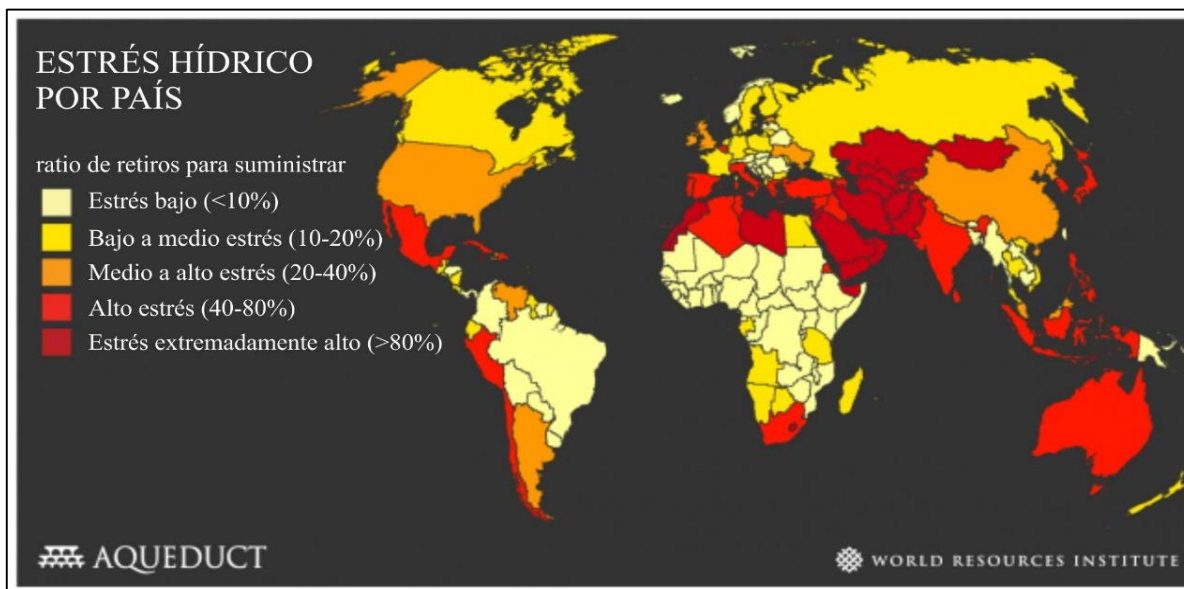 ESTRÉS HÍDRICO
POR PAÍS
ratio de retiros para suministrar
Estrés bajo (<10%)
Bajo a medio estrés (10-20%)
Medio a alto estrés (20-40%)
Alto estrés (40-80%)
Estrés extremadamente alto (>80%)
AQUEDUCT
WORLD RESOURCES INSTITUTE